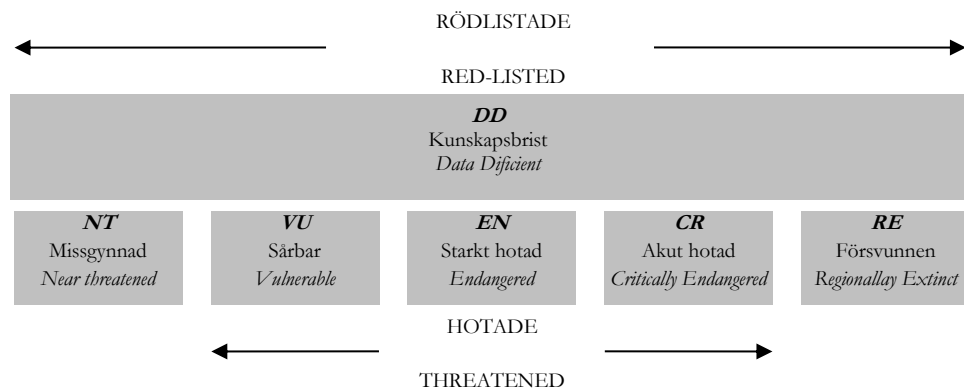 RÖDLISTADE
RED-LISTED
DD
Kunskapsbrist
Data Dificient
NT
Missgynnad
Near threatened
VU
Sårbar
Vulnerable
EN
Starkt hotad
Endangered
CR
Akut hotad
Critically Endangered
RE
Försvunnen
Regionallay Extinct
HOTADE
THREATENED